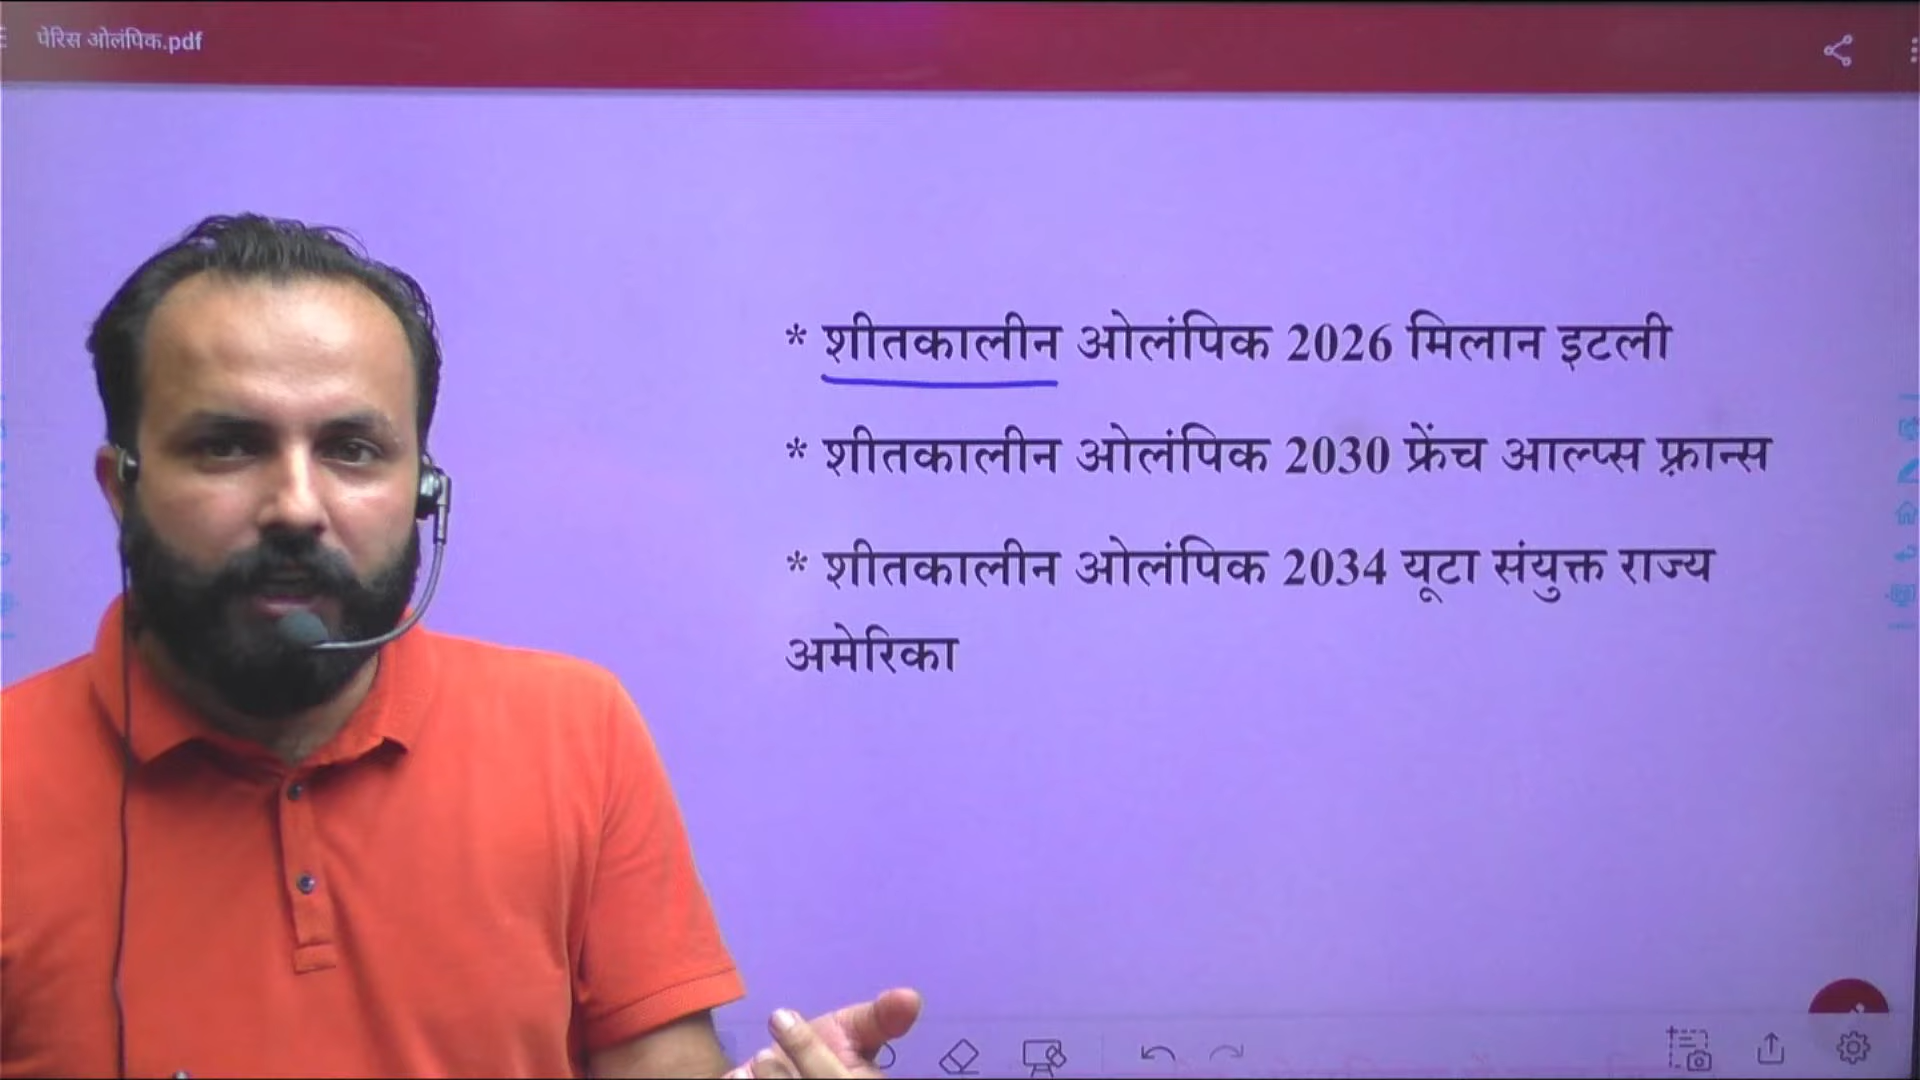 पेरिस ओलंपिक.pdf
* शीतकालीन ओलंपिक 2026 मिलान इटली
* शीतकालीन ओलंपिक 2030 फ्रेंच आल्प्स फ़्रान्स
* शीतकालीन ओलंपिक 2034 यूटा संयुक्त राज्य
अमेरिका